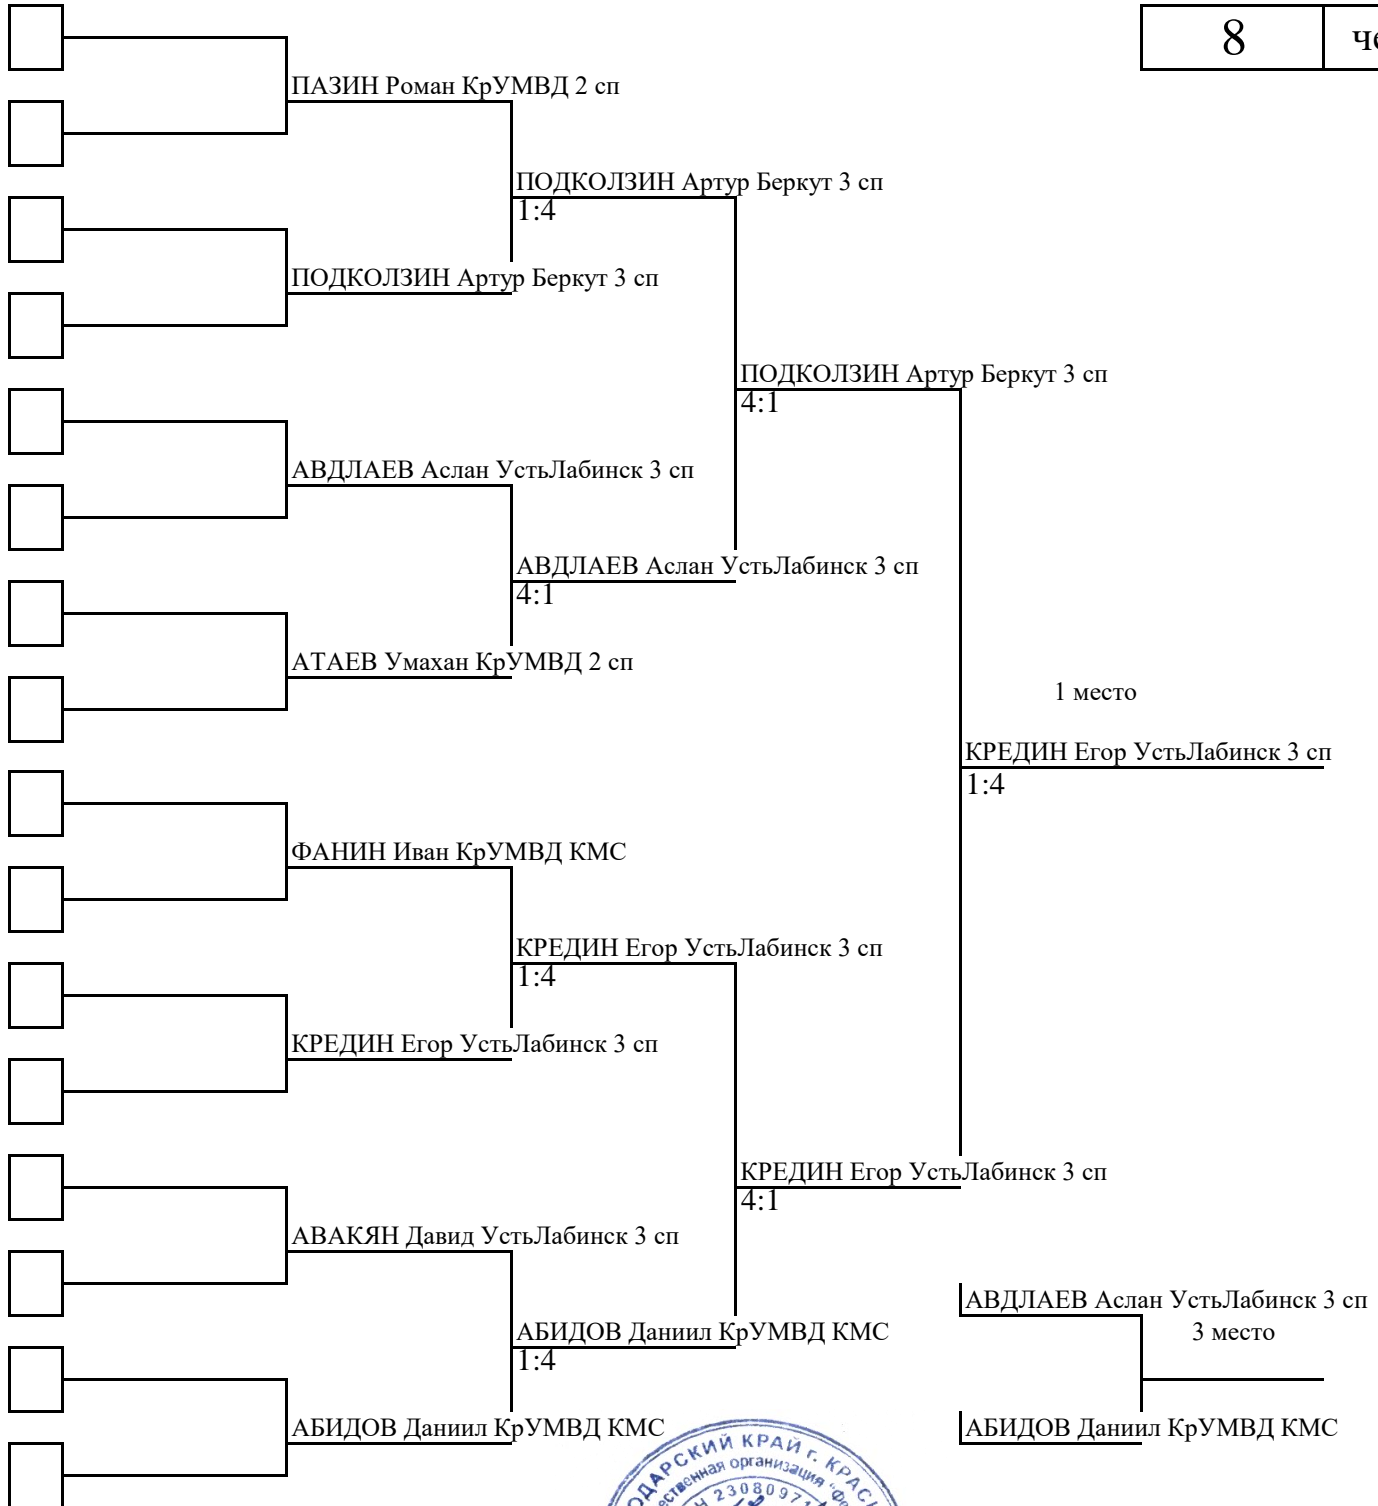 8
ПАЗИН Роман КрУМВД 2 сп
ПОДКОЛЗИН Артур Беркут 3 сп
1:4
ПОДКОЛЗИН Артур Беркут 3 сп
ПОДКОЛЗИН Артур Беркут 3 сп
4:1
АВДЛАЕВ Аслан УстьЛабинск 3 сп
АВДЛАЕВ Аслан УстьЛабинск 3 сп
4:1
АТАЕВ Умахан КрУМВД 2 сп
1 место
КРЕДИН Егор УстьЛабинск 3 сп
1:4
ФАНИН Иван КрУМВД КМС
КРЕДИН Егор УстьЛабинск 3 сп
1:4
КРЕДИН Егор УстьЛабинск 3 сп
КРЕДИН Егор УстьЛабинск 3 сп
4:1
АВАКЯН Давид УстьЛабинск 3 сп
АВДЛАЕВ Аслан УстьЛабинск 3 сп
АБИДОВ Даниил КрУМВД КМС
3 место
1:4
АБИДОВ Даниил КрУМВД КМС
АБИДОВ Даниил КрУМВД КМС
КРАЙ г.
организация